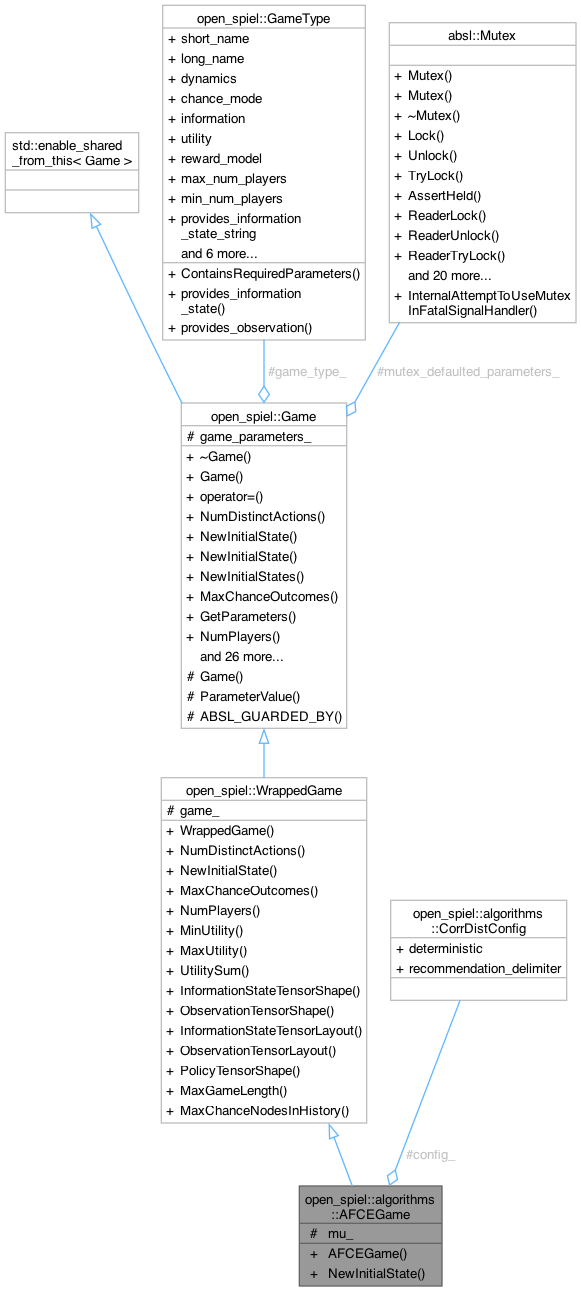 open_spiel::GameType
+ short_name
+ long_name
+ dynamics
+ chance_mode
+ information
+ utility
+ reward_model
+ max_num_players
+ min_num_players
+ provides_information
_state_string
and 6 more...
+ ContainsRequiredParameters()
+ provides_information
_state()
+ provides_observation()
absl::Mutex
+ Mutex()
+ Mutex()
+ ~Mutex()
+ Lock()
+ Unlock()
+ TryLock()
+ AssertHeld()
+ ReaderLock()
+ ReaderUnlock()
+ ReaderTryLock()
and 20 more...
+ InternalAttemptToUseMutex
InFatalSignalHandler()
std::enable_shared
_from_this< Game >
#game_type_
#mutex_defaulted_parameters_
open_spiel::Game
# game_parameters_
+ ~Game()
+ Game()
+ operator=()
+ NumDistinctActions()
+ NewInitialState()
+ NewInitialState()
+ NewInitialStates()
+ MaxChanceOutcomes()
+ GetParameters()
+ NumPlayers()
and 26 more...
# Game()
# ParameterValue()
# ABSL_GUARDED_BY()
open_spiel::WrappedGame
# game_
+ WrappedGame()
+ NumDistinctActions()
+ NewInitialState()
+ MaxChanceOutcomes()
+ NumPlayers()
+ MinUtility()
+ MaxUtility()
+ UtilitySum()
+ InformationStateTensorShape()
+ ObservationTensorShape()
+ InformationStateTensorLayout()
+ ObservationTensorLayout()
+ PolicyTensorShape()
+ MaxGameLength()
+ MaxChanceNodesInHistory()
open_spiel::algorithms
::CorrDistConfig
+ deterministic
+ recommendation_delimiter
#config_
open_spiel::algorithms
::AFCEGame
# mu_
+ AFCEGame()
+ NewInitialState()